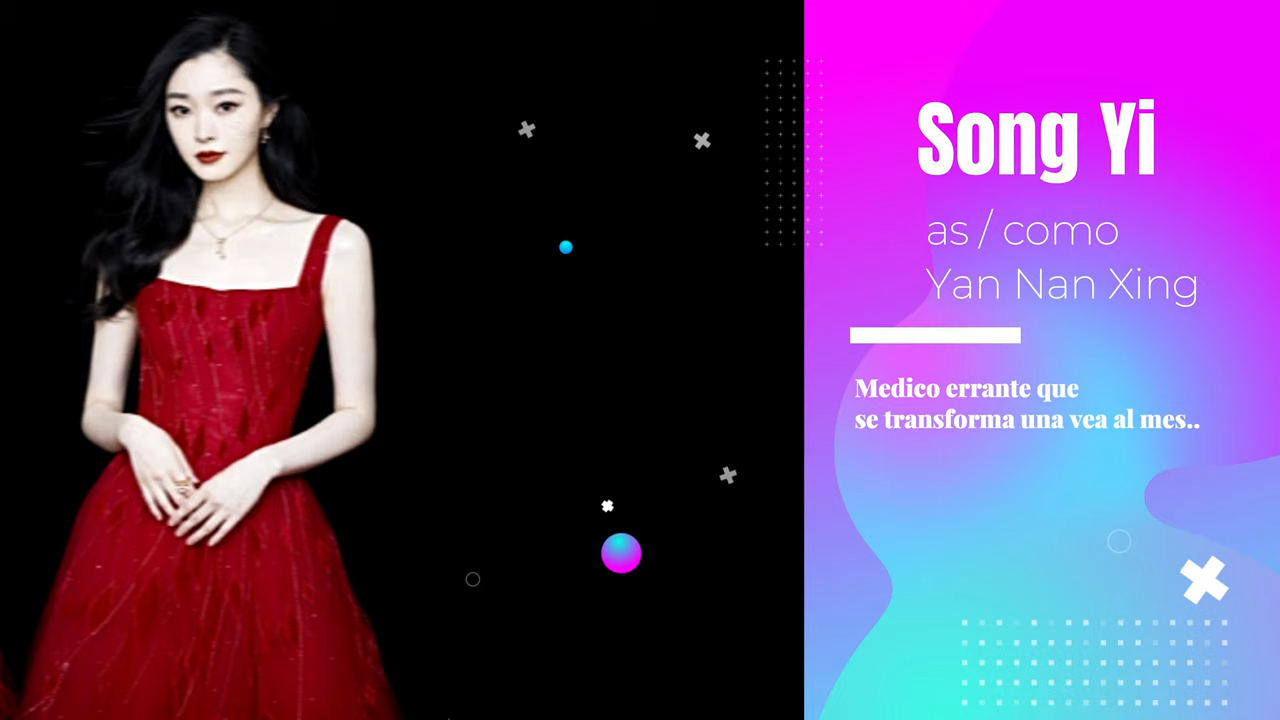 Song Yi
as / como
Yan Nan Xing
Medico errante que
se transforma una vea al mes..